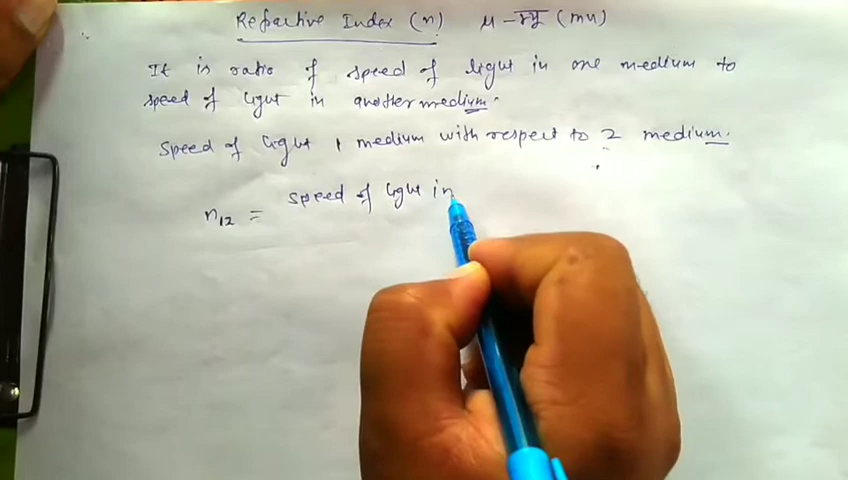 Refractive Index (n) μ - म्यू (mu)
It is ratio of speed of light in one medium to
speed of light in another medium.
Speed of light 1 medium with respect to 2 medium.
n12 = speed of light in